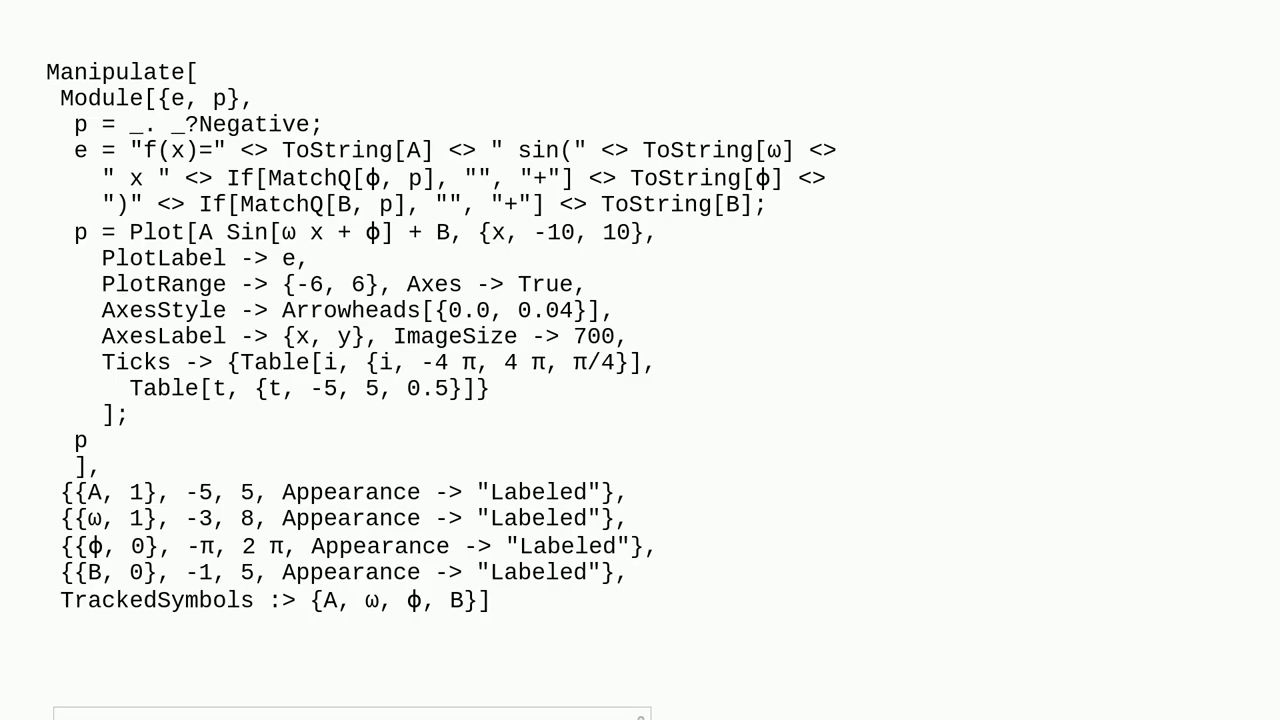 Manipulate[
Module[{e, p},
p = _. _?Negative;
e = "f(x)=" <> ToString[A] <> " sin(" <> ToString[ω] <>
" x " <> If[MatchQ[ϕ, p], "", "+"] <> ToString[ϕ] <>
")" <> If[MatchQ[B, p], "", "+"] <> ToString[B];
p = Plot[A Sin[ω x + ϕ] + B, {x, -10, 10},
PlotLabel -> e,
PlotRange -> {-6, 6}, Axes -> True,
AxesStyle -> Arrowheads[{0.0, 0.04}],
AxesLabel -> {x, y}, ImageSize -> 700,
Ticks -> {Table[i, {i, -4 π, 4 π, π/4}],
Table[t, {t, -5, 5, 0.5}]}
];
p
],
{{A, 1}, -5, 5, Appearance -> "Labeled"},
{{ω, 1}, -3, 8, Appearance -> "Labeled"},
{{ϕ, 0}, -π, 2 π, Appearance -> "Labeled"},
{{B, 0}, -1, 5, Appearance -> "Labeled"},
TrackedSymbols :> {A, ω, ϕ, B}]